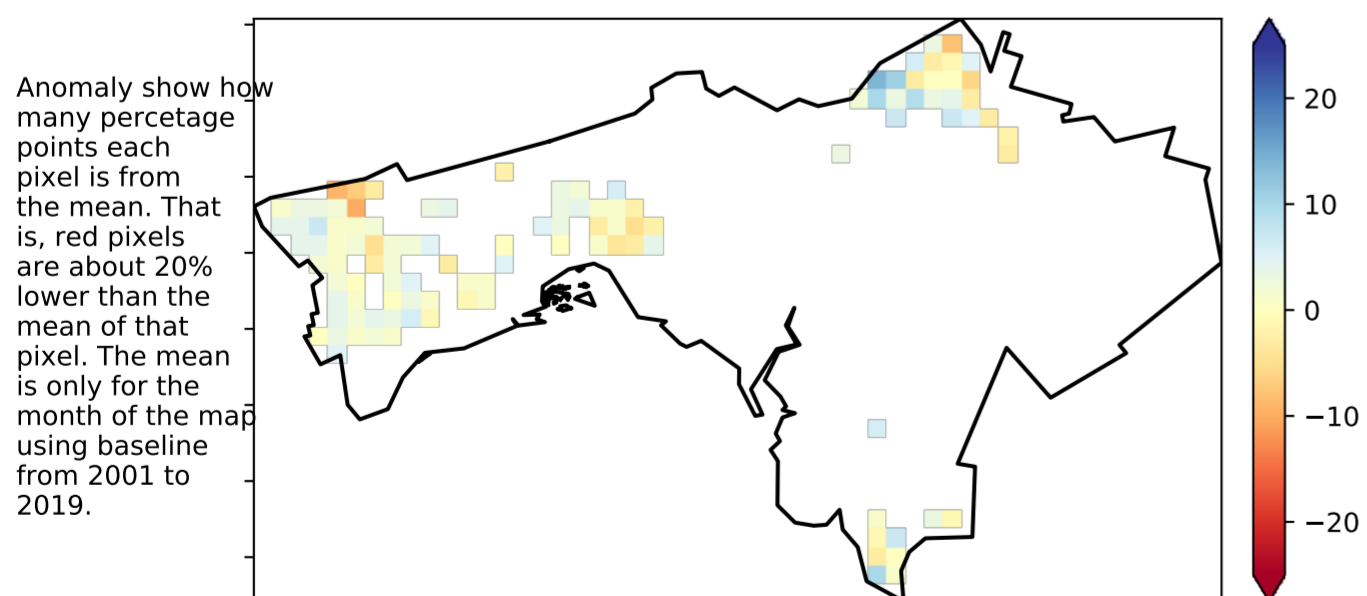 Anomaly show how
many percetage
points each
pixel is from
the mean. That
is, red pixels
are about 20%
lower than the
mean of that
pixel. The mean
is only for the
month of the map
using baseline
from 2001 to
2019.
20
10
0
−10
−20